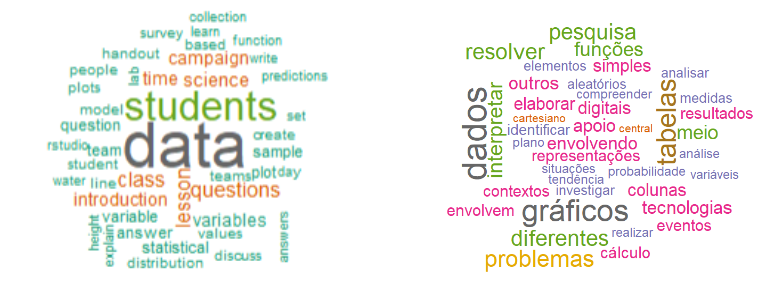 collection
survey learn
based function
handout campaign write
people lab time science predictions
plots
model students set
question data create
rstudio team sample
student teams plot day
water line class questions
introduction lesson
variable variables
height answer values answers
explain statistical discuss
distribution
pesquisa
resolver funções
elementos simples analisar
outros aleatórios
dados interpretar compreender tabelas medidas
elaborar digitais resultados
cartesiano apoio central meio
identificar
plano envolvendo análise
representações
situações probabilidade variáveis
tendência
contextos investigar colunas
envolvem gráficos tecnologias
eventos
diferentes realizar
problemas cálculo